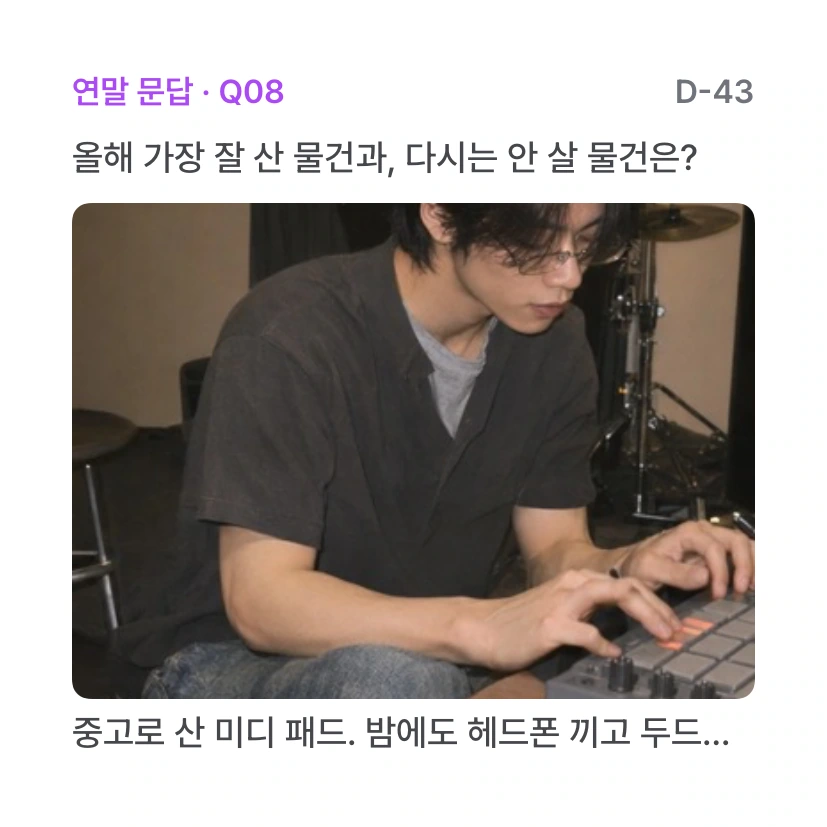 연말 문답 · Q08
D-43
올해 가장 잘 산 물건과, 다시는 안 살 물건은?
중고로 산 미디 패드. 밤에도 헤드폰 끼고 두드...